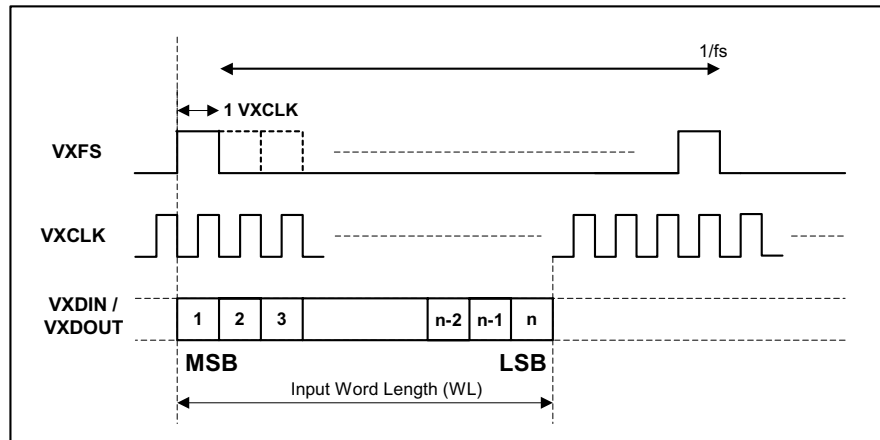 1/fs
1 VXCLK
VXFS
VXCLK
VXDIN /
VXDOUT
1 2 3 n-2 n-1 n
MSB LSB
Input Word Length (WL)